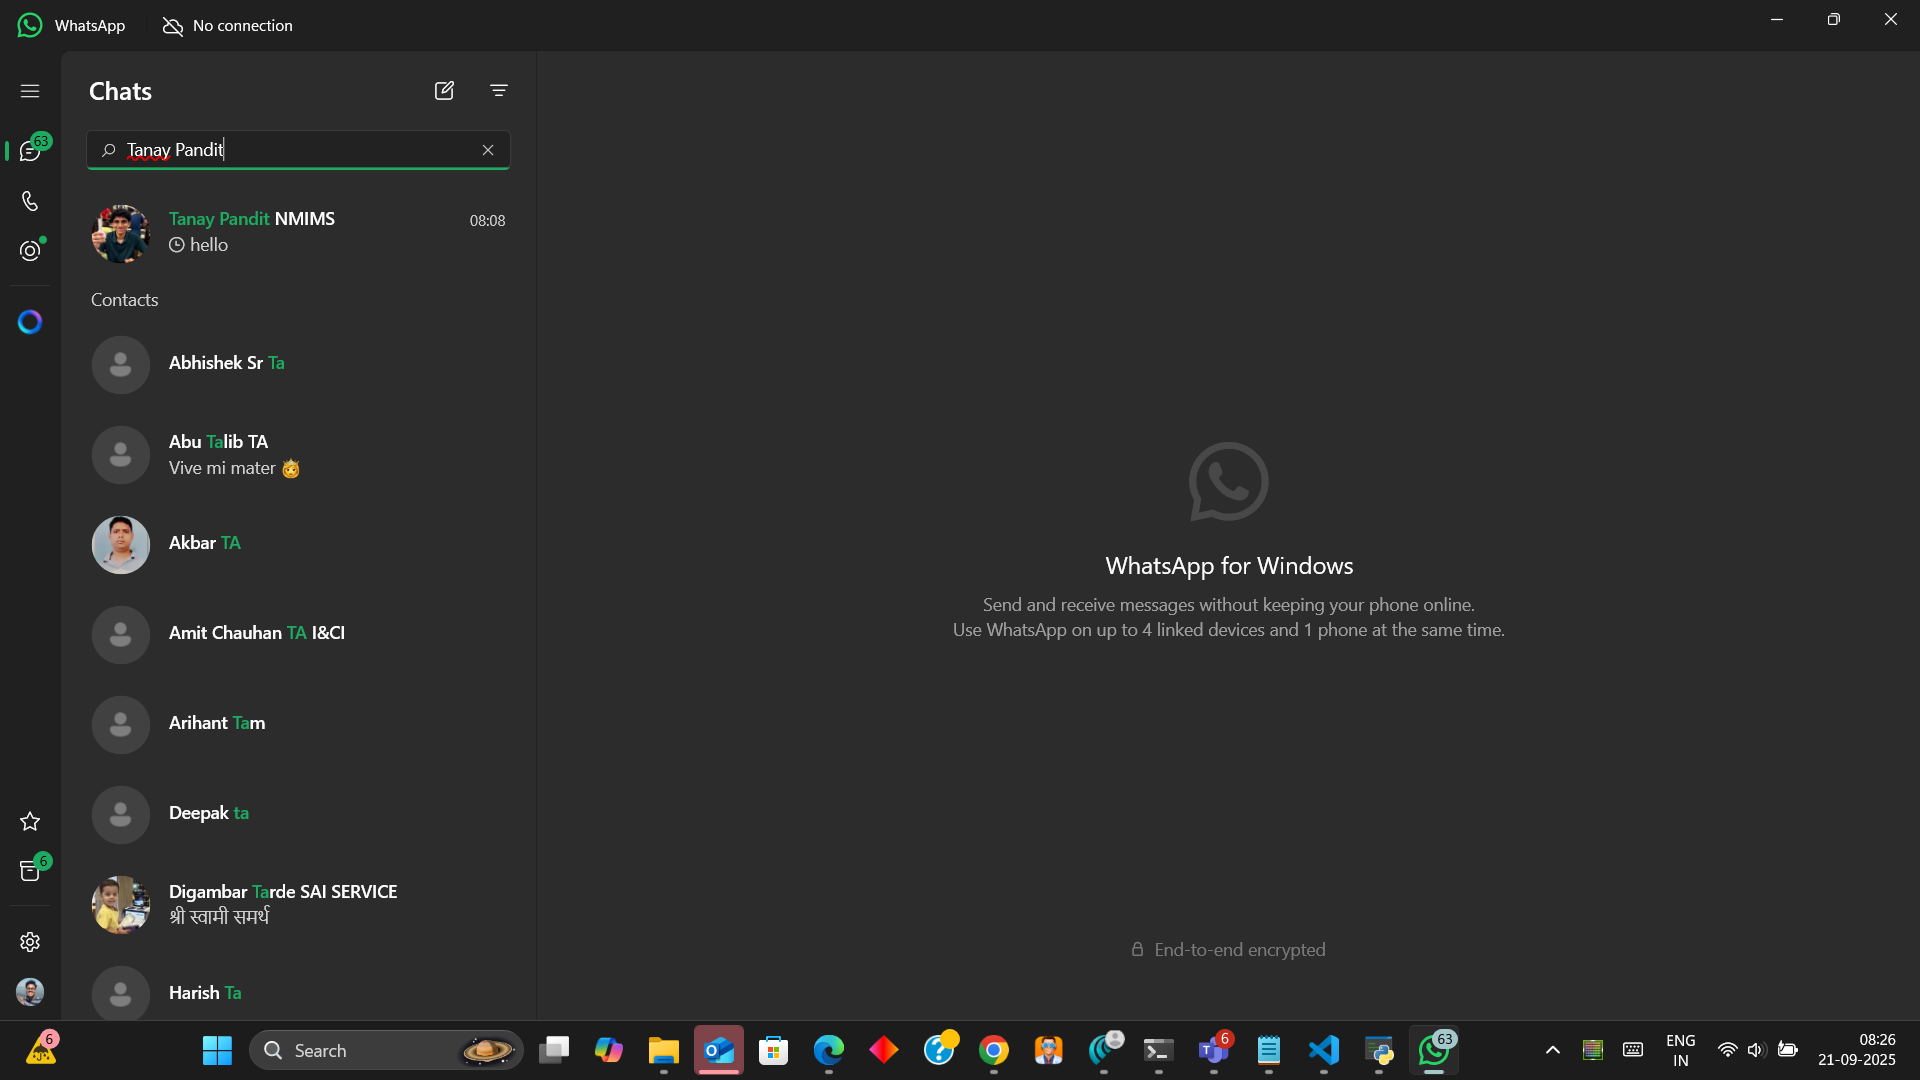 WhatsApp
No connection
Chats
63
Tanay Pandit
Tanay Pandit NMIMS
08:08
hello
Contacts
Abhishek Sr Ta
Abu Talib TA
Vive mi mater 👸
Akbar TA
Amit Chauhan TA I&CI
Arihant Tam
Deepak ta
Digambar Tarde SAI SERVICE
श्री स्वामी समर्थ
Harish Ta
6
WhatsApp for Windows
Send and receive messages without keeping your phone online.
Use WhatsApp on up to 4 linked devices and 1 phone at the same time.
End-to-end encrypted
6
Search
6
63
ENG
IN
08:26
21-09-2025